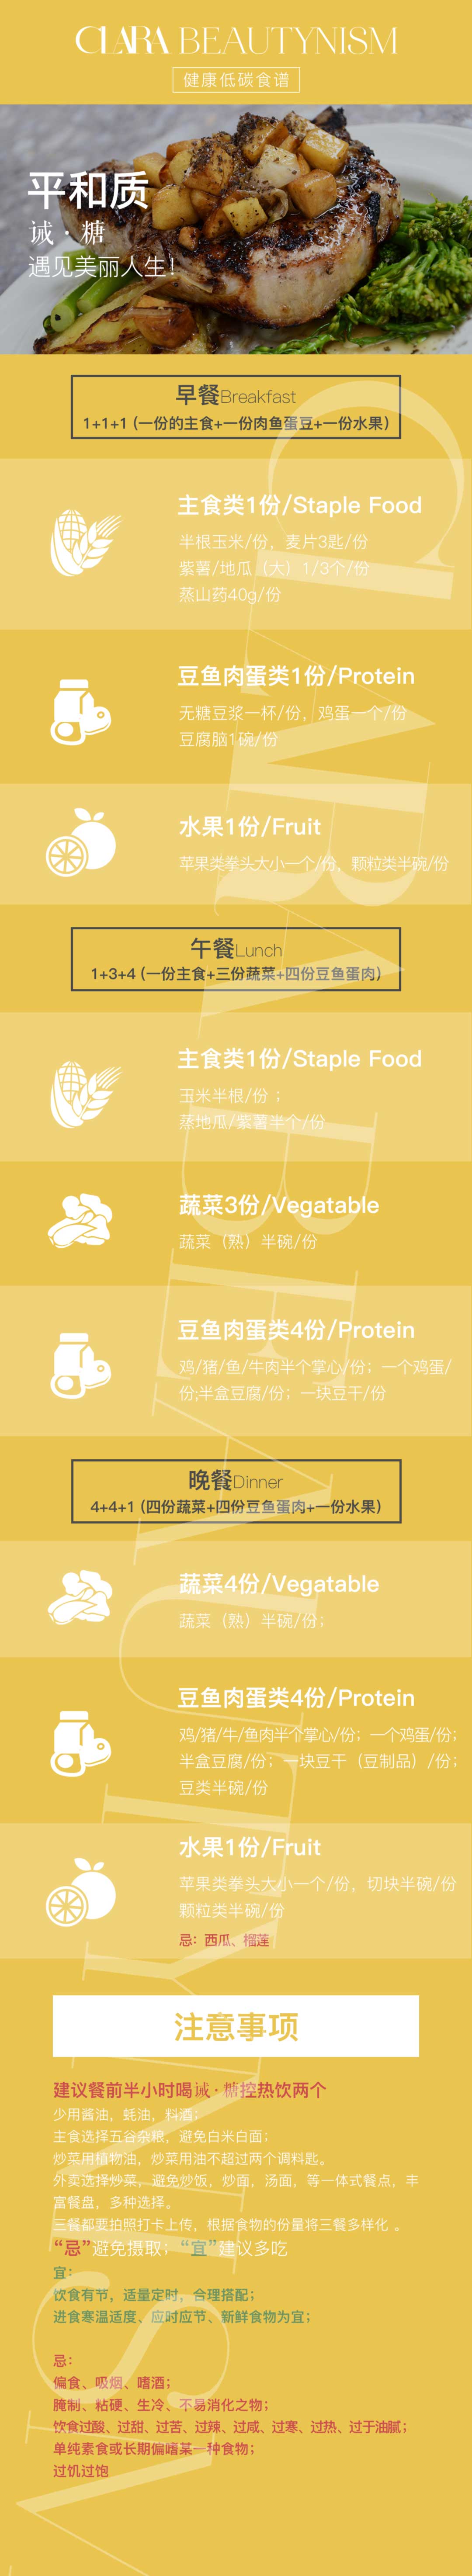 CLARA BEAUTYNISM
健康低碳食谱
平和质
诫·糖
遇见美丽人生!
早餐Breakfast
1+1+1 (一份的主食+一份肉鱼蛋豆+一份水果)
主食类1份/Staple Food
半根玉米/份，麦片3匙/份
紫薯/地瓜（大）1/3个/份
蒸山药40g/份
豆鱼肉蛋类1份/Protein
无糖豆浆一杯/份，鸡蛋一个/份
豆腐脑1碗/份
水果1份/Fruit
苹果类拳头大小一个/份，颗粒类半碗/份
午餐Lunch
1+3+4 (一份主食+三份蔬菜+四份豆鱼蛋肉)
主食类1份/Staple Food
玉米半根/份 ；
蒸地瓜/紫薯半个/份
蔬菜3份/Vegatable
蔬菜（熟）半碗/份
豆鱼肉蛋类4份/Protein
鸡/猪/鱼/牛肉半个掌心/份；一个鸡蛋/
份;半盒豆腐/份；一块豆干/份
晚餐Dinner
4+4+1 (四份蔬菜+四份豆鱼蛋肉+一份水果)
蔬菜4份/Vegatable
蔬菜（熟）半碗/份；
豆鱼肉蛋类4份/Protein
鸡/猪/牛/鱼肉半个掌心/份；一个鸡蛋/份；
半盒豆腐/份；一块豆干（豆制品）/份；
豆类半碗/份
水果1份/Fruit
苹果类拳头大小一个/份，切块半碗/份
颗粒类半碗/份
忌：西瓜、榴莲
注意事项
建议餐前半小时喝诫·糖控热饮两个
少用酱油，蚝油，料酒；
主食选择五谷杂粮，避免白米白面；
炒菜用植物油，炒菜用油不超过两个调料匙。
外卖选择炒菜，避免炒饭，炒面，汤面，等一体式餐点，丰
富餐盘，多种选择。
三餐都要拍照打卡上传，根据食物的份量将三餐多样化 。
“忌”避免摄取；“宜”建议多吃
宜：
饮食有节，适量定时，合理搭配；
进食寒温适度、应时应节、新鲜食物为宜；
忌：
偏食、吸烟、嗜酒；
腌制、粘硬、生冷、不易消化之物；
饮食过酸、过甜、过苦、过辣、过咸、过寒、过热、过于油腻；
单纯素食或长期偏嗜某一种食物；
过饥过饱
CLARA BEAUTYNISM